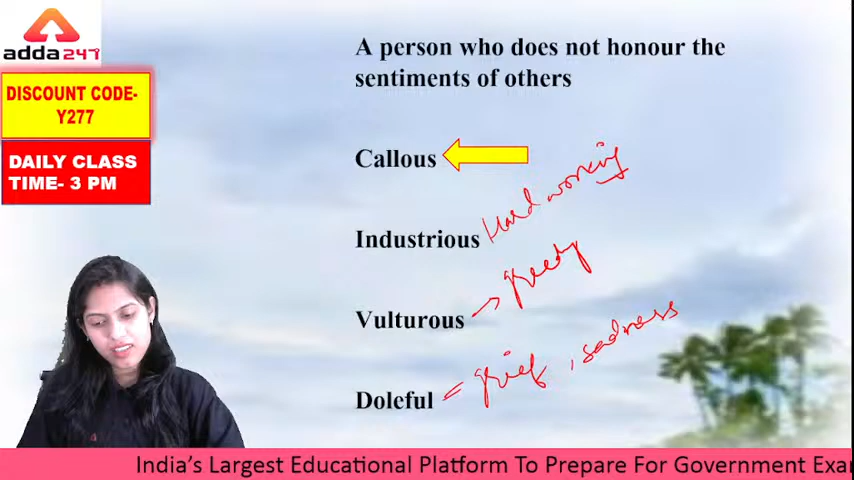 adda247
DISCOUNT CODE-
Y277
DAILY CLASS
TIME- 3 PM
A person who does not honour the
sentiments of others
Callous
Industrious Hard working
Vulturous → greedy
Doleful = grief, sadness
India's Largest Educational Platform To Prepare For Government Exa